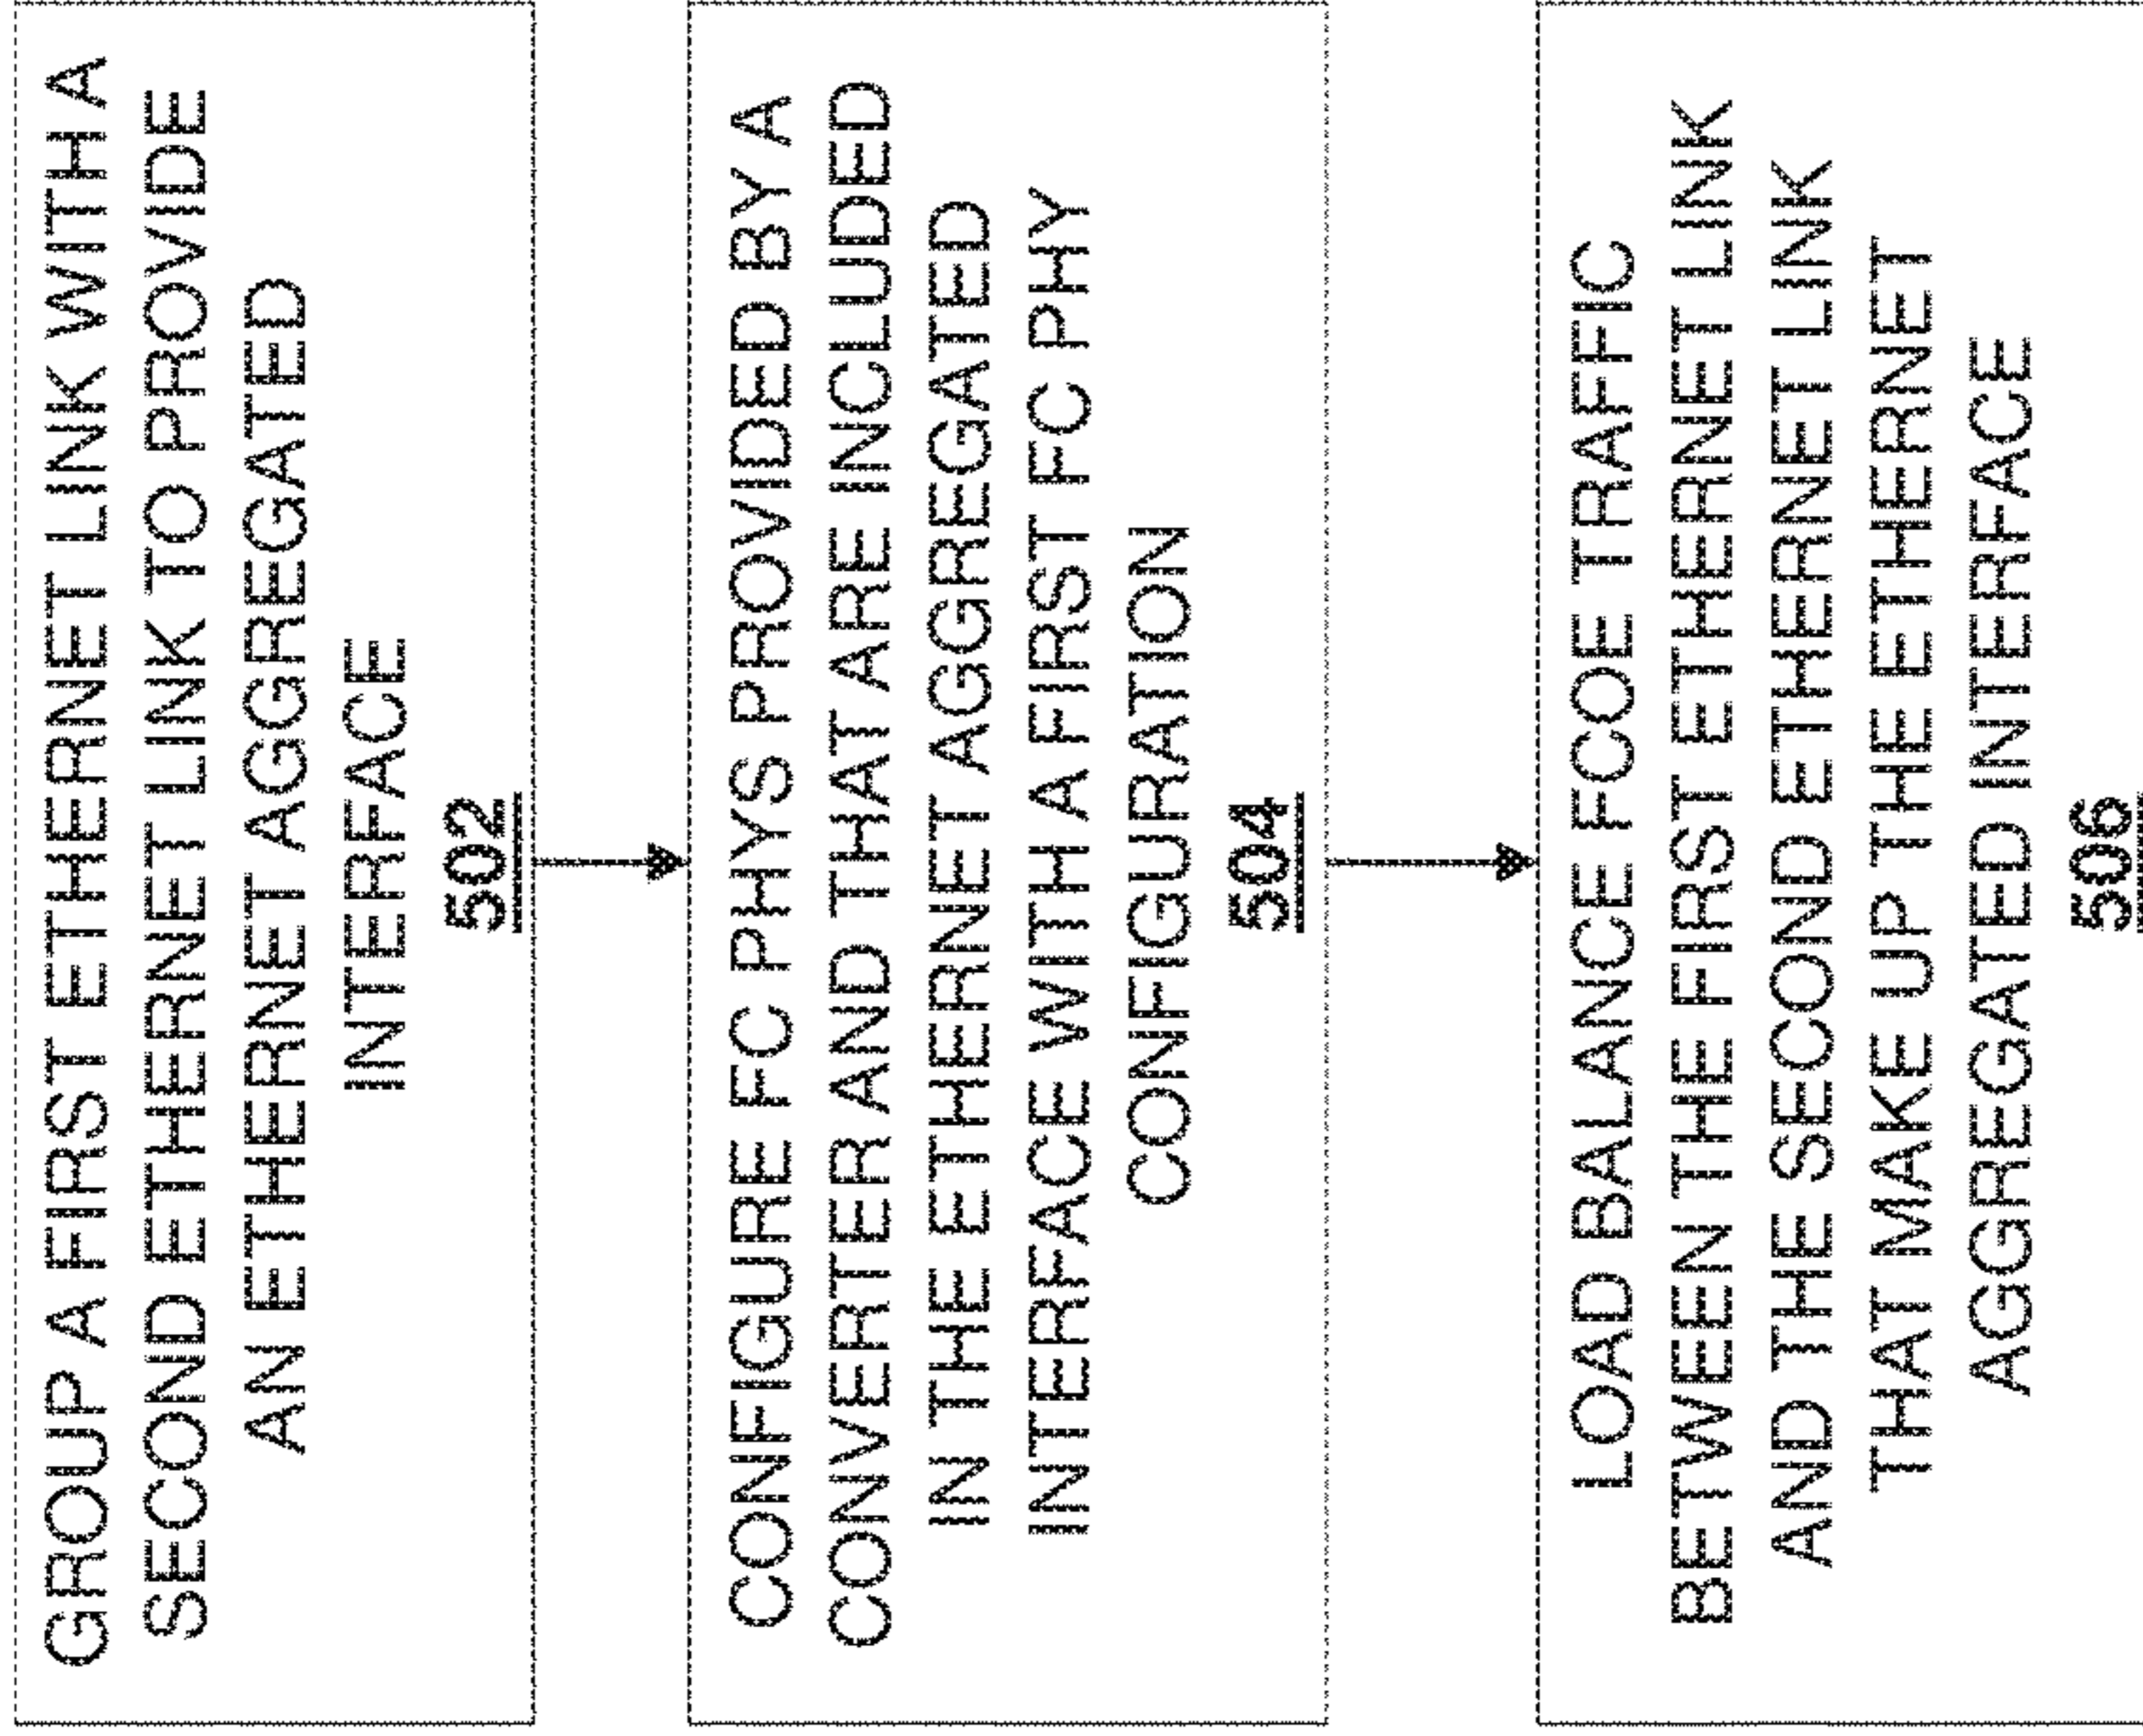 GROUP A FIRST ETHERNET LINK WITH A
SECOND ETHERNET LINK TO PROVIDE
AN ETHERNET AGGREGATED
INTERFACE
502
CONFIGURE FC PHYS PROVIDED BY A
CONVERTER AND THAT ARE INCLUDED
IN THE ETHERNET AGGREGATED
INTERFACE WITH A FIRST FC PHY
CONFIGURATION
504
LOAD BALANCE FCOE TRAFFIC
BETWEEN THE FIRST ETHERNET LINK
AND THE SECOND ETHERNET LINK
THAT MAKE UP THE ETHERNET
AGGREGATED INTERFACE
506